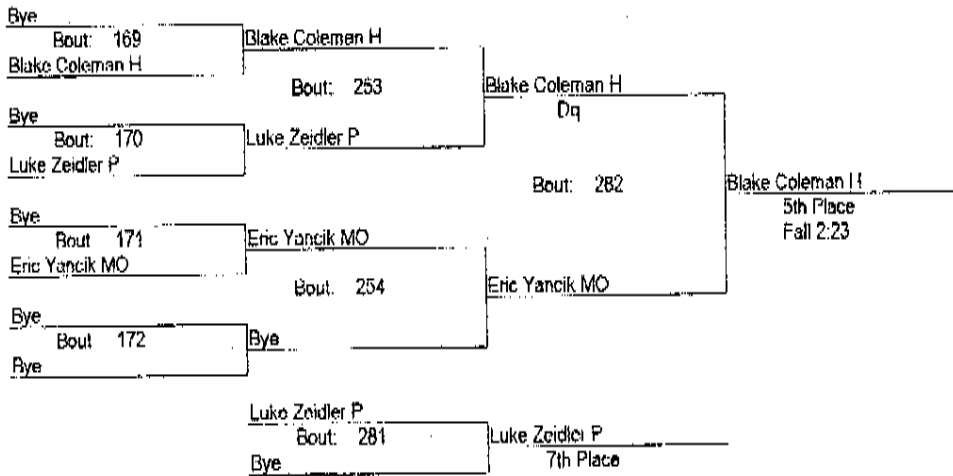 Bye
Bout: 169
Blake Coleman H
Blake Coleman H
Bout: 253
Bye
Bout: 170
Luke Zeidler P
Luke Zeidler P
Blake Coleman H
Dq
Bout: 282
Bye
Bout 171
Eric Yancik MO
Eric Yancik MO
Bout. 254
Bye
Bout 172
Bye
Bye
Eric Yancik MO
Blake Coleman H
5th Place
Fall 2:23
Luke Zeidler P
Bout: 281
Bye
Luke Zeidler P
7th Place